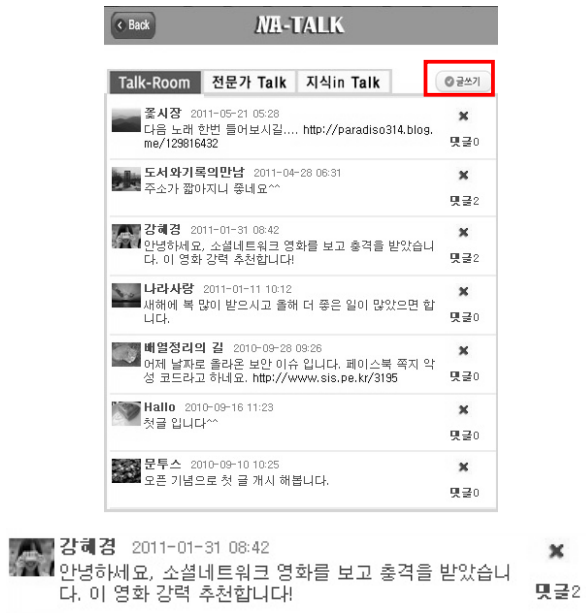 Back
NA-TALK
Talk-Room 전문가 Talk 지식in Talk 글쓰기
꽃시장 2011-05-21 05:28
다음 노래 한번 들어보시길.... http://paradiso314.blog.
me/129816432
댓글0
도서와기록의만남 2011-04-28 06:31
주소가 짧아지니 좋네요^^
댓글2
강혜경 2011-01-31 08:42
안녕하세요, 소셜네트워크 영화를 보고 충격을 받았습니
다. 이 영화 강력 추천합니다!
댓글2
나라사랑 2011-01-11 10:12
새해에 복 많이 받으시고 올해 더 좋은 일이 많았으면 합
니다.
댓글0
배열정리의 길 2010-09-28 09:26
어제 날짜로 올라온 보안 이슈 입니다. 페이스북 쪽지 악
성 코드라고 하네요. http://www.sis.pe.kr/3195
댓글0
Hallo 2010-09-16 11:23
첫글 입니다^^
댓글0
문투스 2010-09-10 10:25
오픈 기념으로 첫 글 개시 해봅니다.
댓글0
강혜경 2011-01-31 08:42
안녕하세요, 소셜네트워크 영화를 보고 충격을 받았습니
다. 이 영화 강력 추천합니다!
댓글2